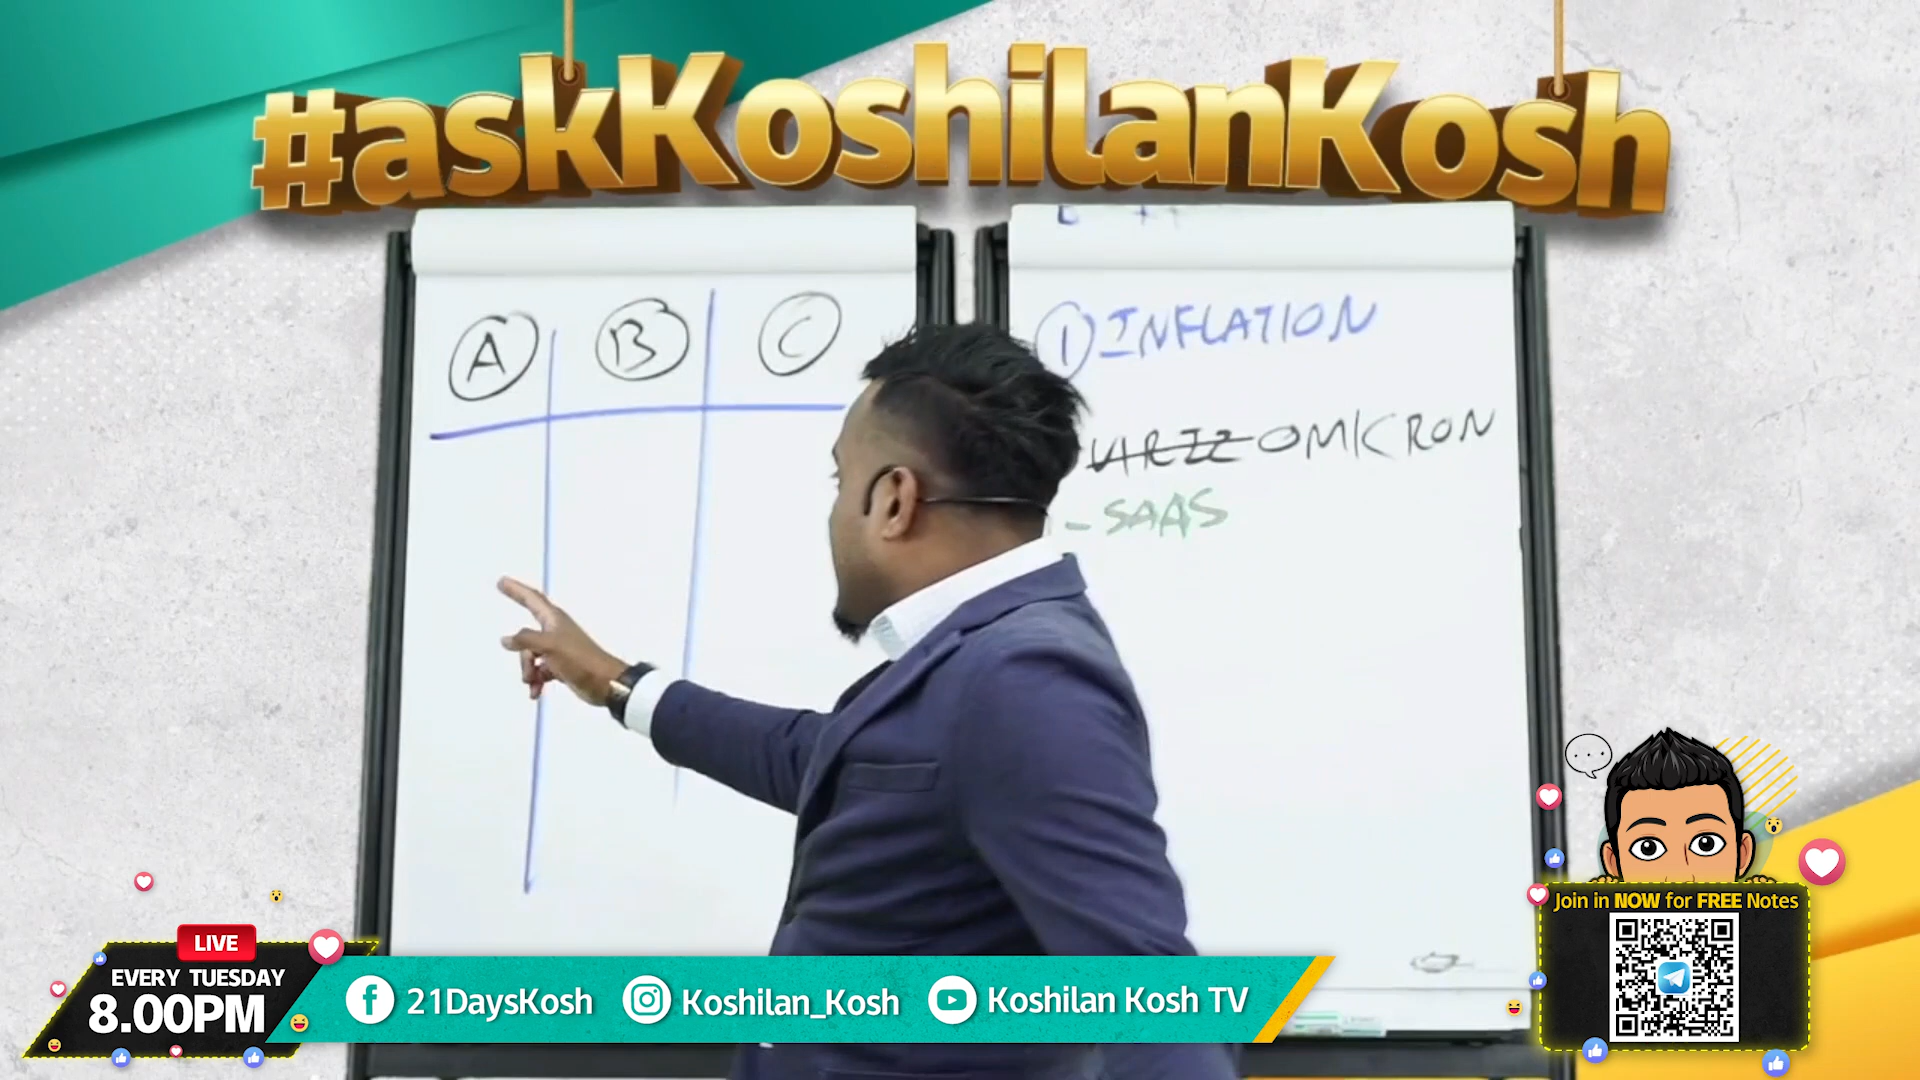 #askKoshilanKosh
A B C
1 INFLATION
OMICRON
- SAAS
LIVE
EVERY TUESDAY
8.00PM
21DaysKosh
Koshilan_Kosh
Koshilan Kosh TV
Join in NOW for FREE Notes